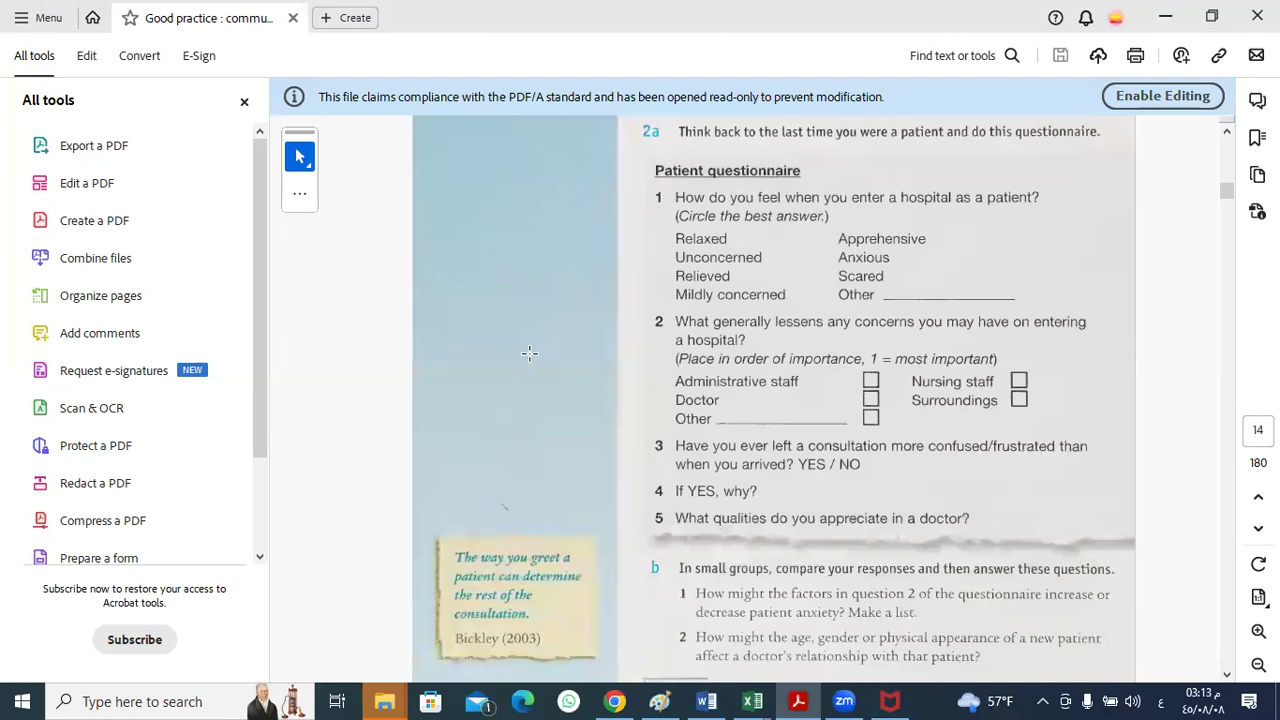 Menu
Good practice : commu...
Create
All tools
Edit
Convert
E-Sign
Find text or tools
All tools
This file claims compliance with the PDF/A standard and has been opened read-only to prevent modification.
Enable Editing
Export a PDF
Edit a PDF
Create a PDF
Combine files
Organize pages
Add comments
Request e-signatures NEW
Scan & OCR
Protect a PDF
Redact a PDF
Compress a PDF
Prepare a form
Subscribe now to restore your access to
Acrobat tools.
Subscribe
2a Think back to the last time you were a patient and do this questionnaire.
Patient questionnaire
1 How do you feel when you enter a hospital as a patient?
(Circle the best answer.)
Relaxed Apprehensive
Unconcerned Anxious
Relieved Scared
Mildly concerned Other
2 What generally lessens any concerns you may have on entering
a hospital?
(Place in order of importance, 1 = most important)
Administrative staff Nursing staff
Doctor Surroundings
Other
3 Have you ever left a consultation more confused/frustrated than
when you arrived? YES / NO
4 If YES, why?
5 What qualities do you appreciate in a doctor?
The way you greet a
patient can determine
the rest of the
consultation.
Bickley (2003)
b In small groups, compare your responses and then answer these questions.
1 How might the factors in question 2 of the questionnaire increase or
decrease patient anxiety? Make a list.
2 How might the age, gender or physical appearance of a new patient
affect a doctor's relationship with that patient?
14
180
Type here to search
1
57°F
ع
03:13 م
٤٥/٠٨/٠٨